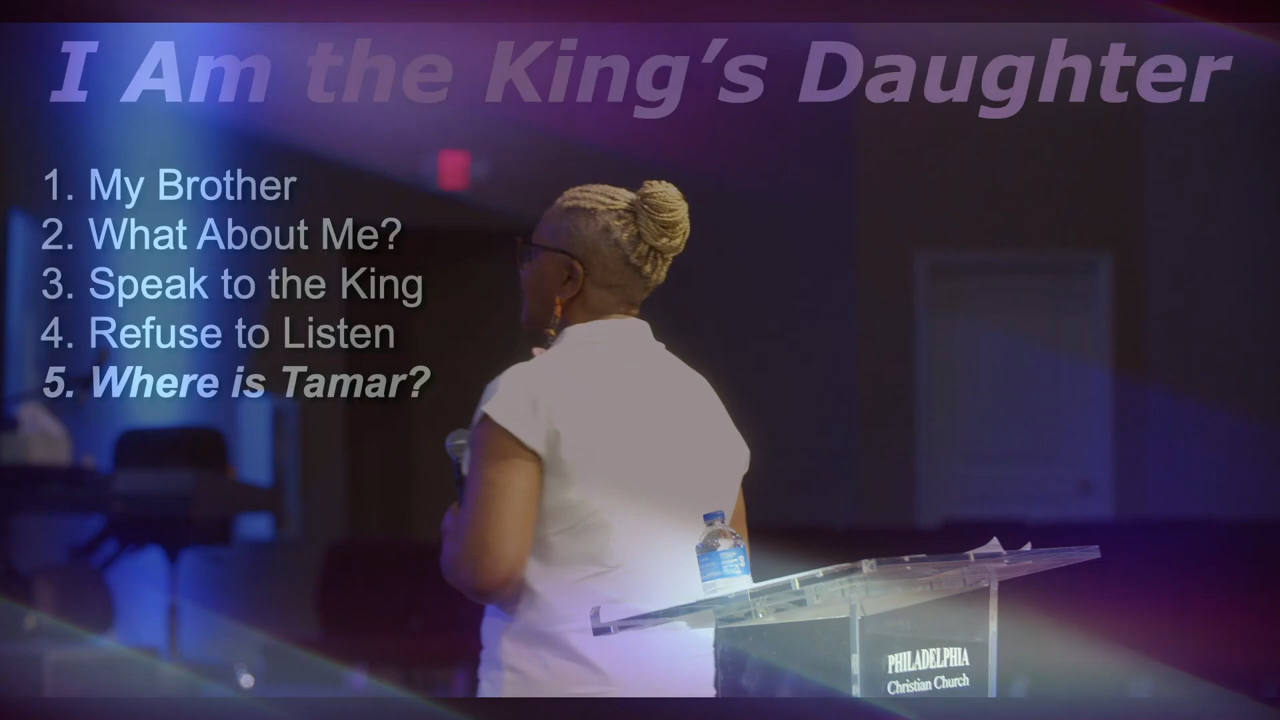 I Am the King’s Daughter
1. My Brother
2. What About Me?
3. Speak to the King
4. Refuse to Listen
5. Where is Tamar?
PHILADELPHIA
Christian Church